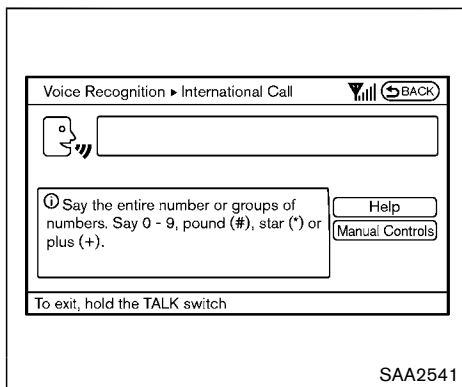 Voice Recognition ▸ International Call
BACK
ⓘ Say the entire number or groups of
numbers. Say 0 - 9, pound (#), star (*) or
plus (+).
Help
Manual Controls
To exit, hold the TALK switch
SAA2541